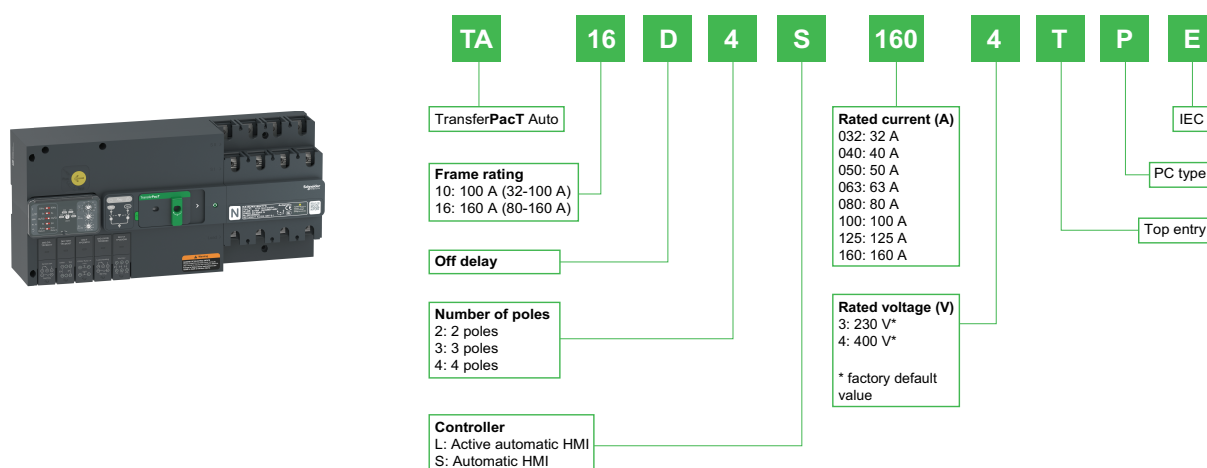 TA 16 D 4 S 160 4 T P E
TransferPacT Auto
Frame rating
10: 100 A (32-100 A)
16: 160 A (80-160 A)
Off delay
Number of poles
2: 2 poles
3: 3 poles
4: 4 poles
Controller
L: Active automatic HMI
S: Automatic HMI
Rated current (A)
032: 32 A
040: 40 A
050: 50 A
063: 63 A
080: 80 A
100: 100 A
125: 125 A
160: 160 A
Rated voltage (V)
3: 230 V*
4: 400 V*
* factory default
value
IEC
PC type
Top entry
TransferPacT
Schneider
N